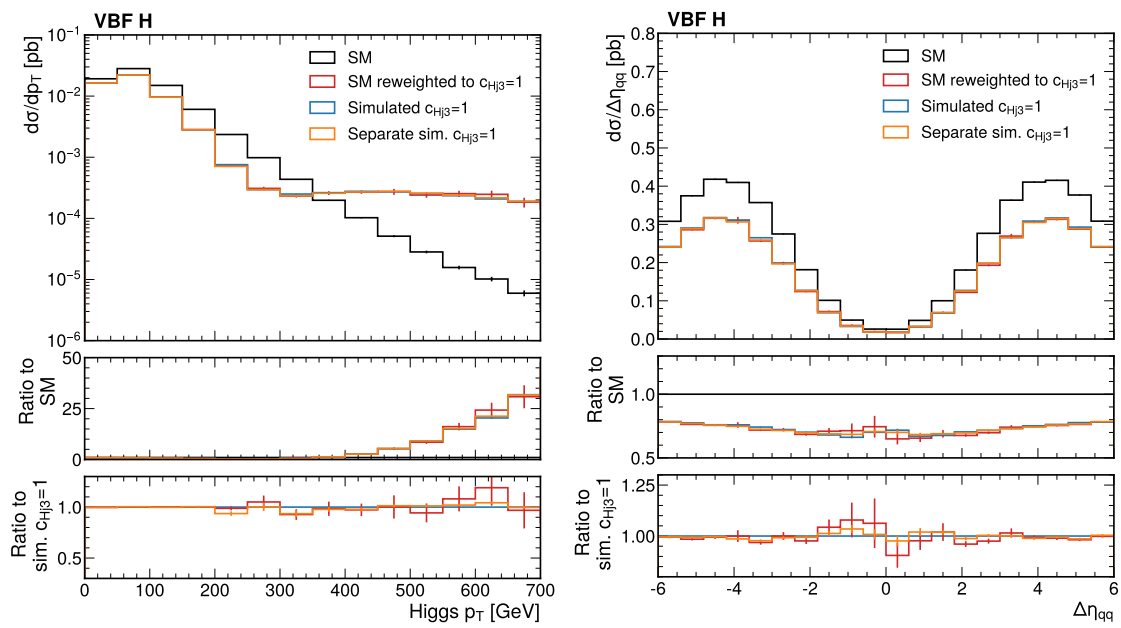 VBF H
dσ/dp_T [pb]
10^−1
10^−2
10^−3
10^−4
10^−5
10^−6
SM
SM reweighted to c_Hj3=1
Simulated c_Hj3=1
Separate sim. c_Hj3=1
Ratio to
SM
50
25
0
Ratio to
sim. c_Hj3=1
1.0
0.5
0 100 200 300 400 500 600 700
Higgs p_T [GeV]
VBF H
dσ/Δη_qq [pb]
0.8
0.7
0.6
0.5
0.4
0.3
0.2
0.1
0.0
SM
SM reweighted to c_Hj3=1
Simulated c_Hj3=1
Separate sim. c_Hj3=1
Ratio to
SM
1.0
0.5
Ratio to
sim. c_Hj3=1
1.25
1.00
-6 -4 -2 0 2 4 6
Δη_qq